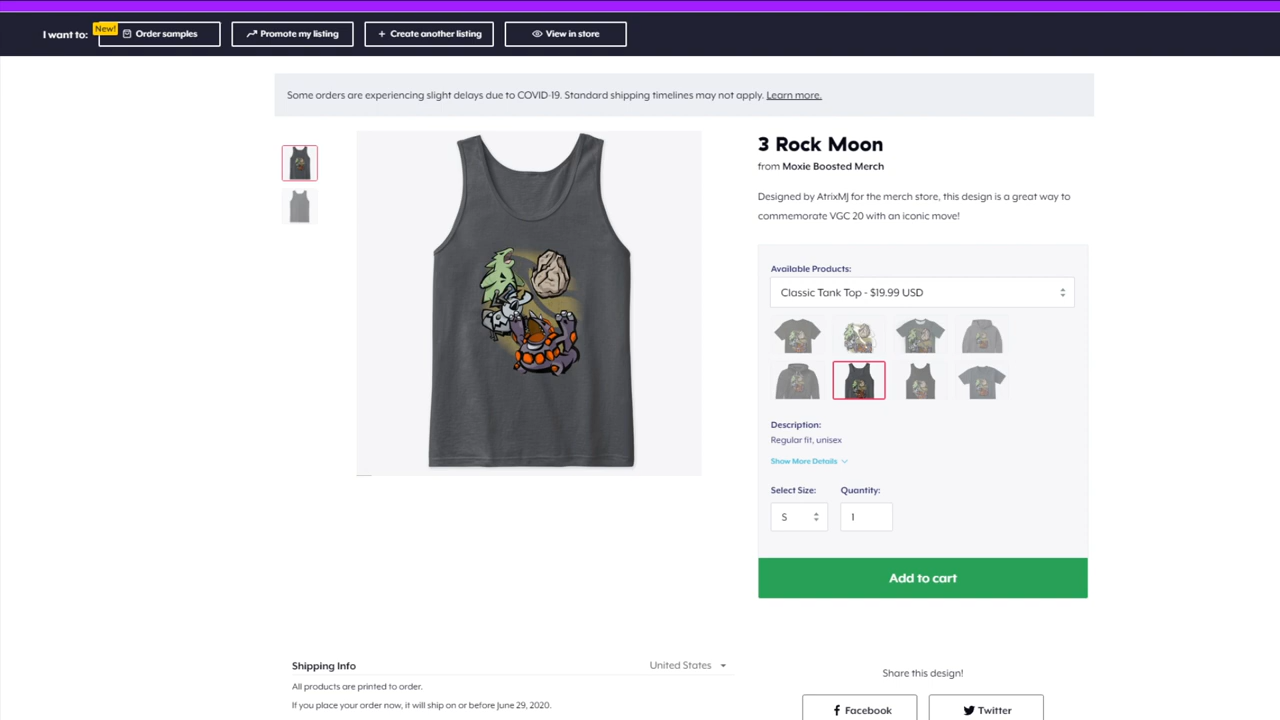 I want to:
New!
Order samples
Promote my listing
Create another listing
View in store
Some orders are experiencing slight delays due to COVID-19. Standard shipping timelines may not apply. Learn more.
3 Rock Moon
from Moxie Boosted Merch
Designed by AtrixMJ for the merch store, this design is a great way to
commemorate VGC 20 with an iconic move!
Available Products:
Classic Tank Top - $19.99 USD
Description:
Regular fit, unisex
Show More Details
Select Size:
Quantity:
S
1
Add to cart
Shipping Info
United States
All products are printed to order.
If you place your order now, it will ship on or before June 29, 2020.
Share this design!
Facebook
Twitter